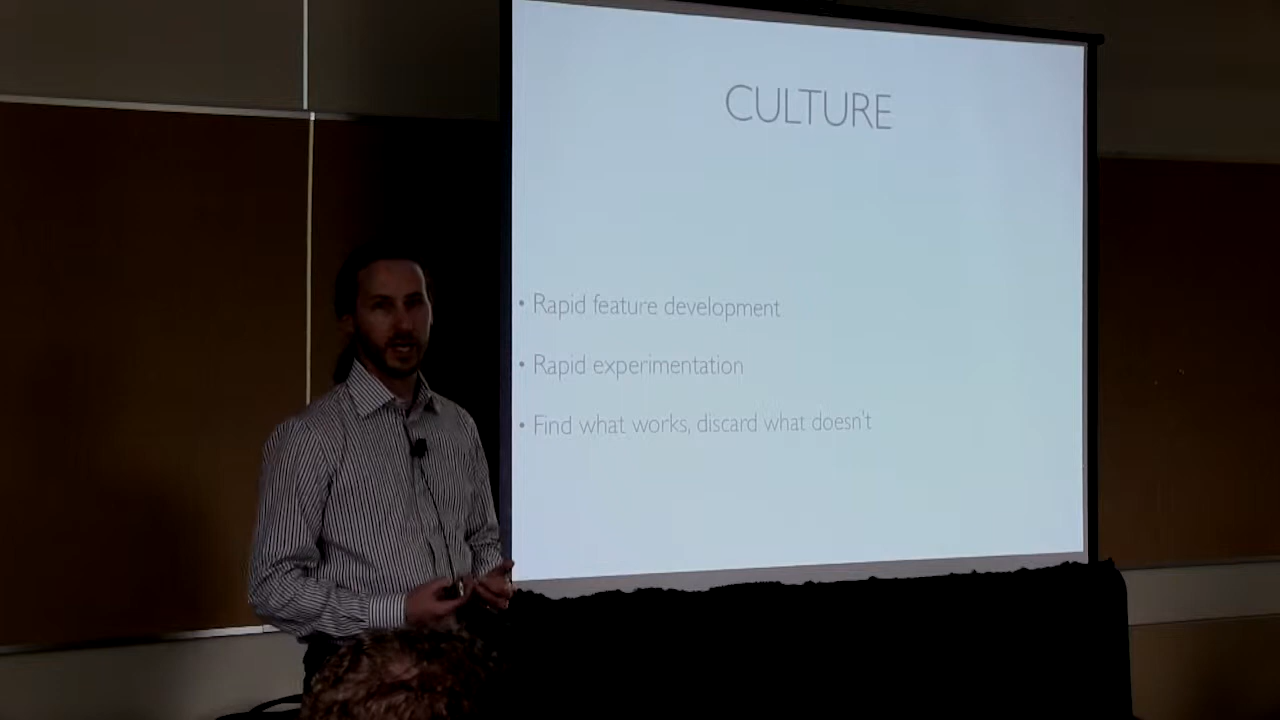 CULTURE
• Rapid feature development
• Rapid experimentation
• Find what works, discard what doesn't